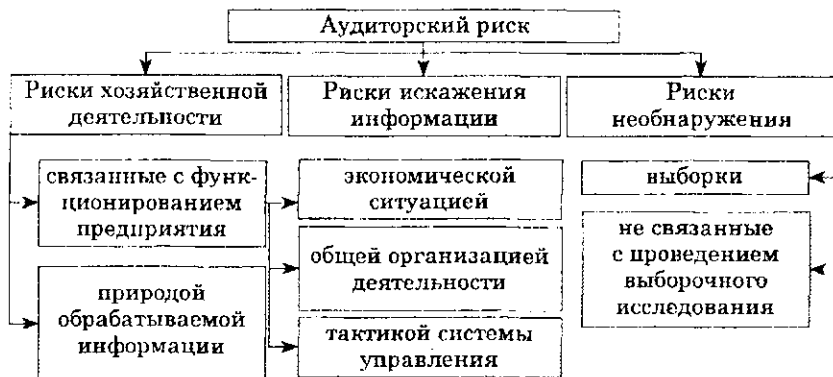 Аудиторский риск
Риски хозяйственной
деятельности
Риски искажения
информации
Риски
необнаружения
связанные с функ-
ционированием
предприятия
природой
обрабатываемой
информации
экономической
ситуацией
общей организацией
деятельности
тактикой системы
управления
выборки
не связанные
с проведением
выборочного
исследования